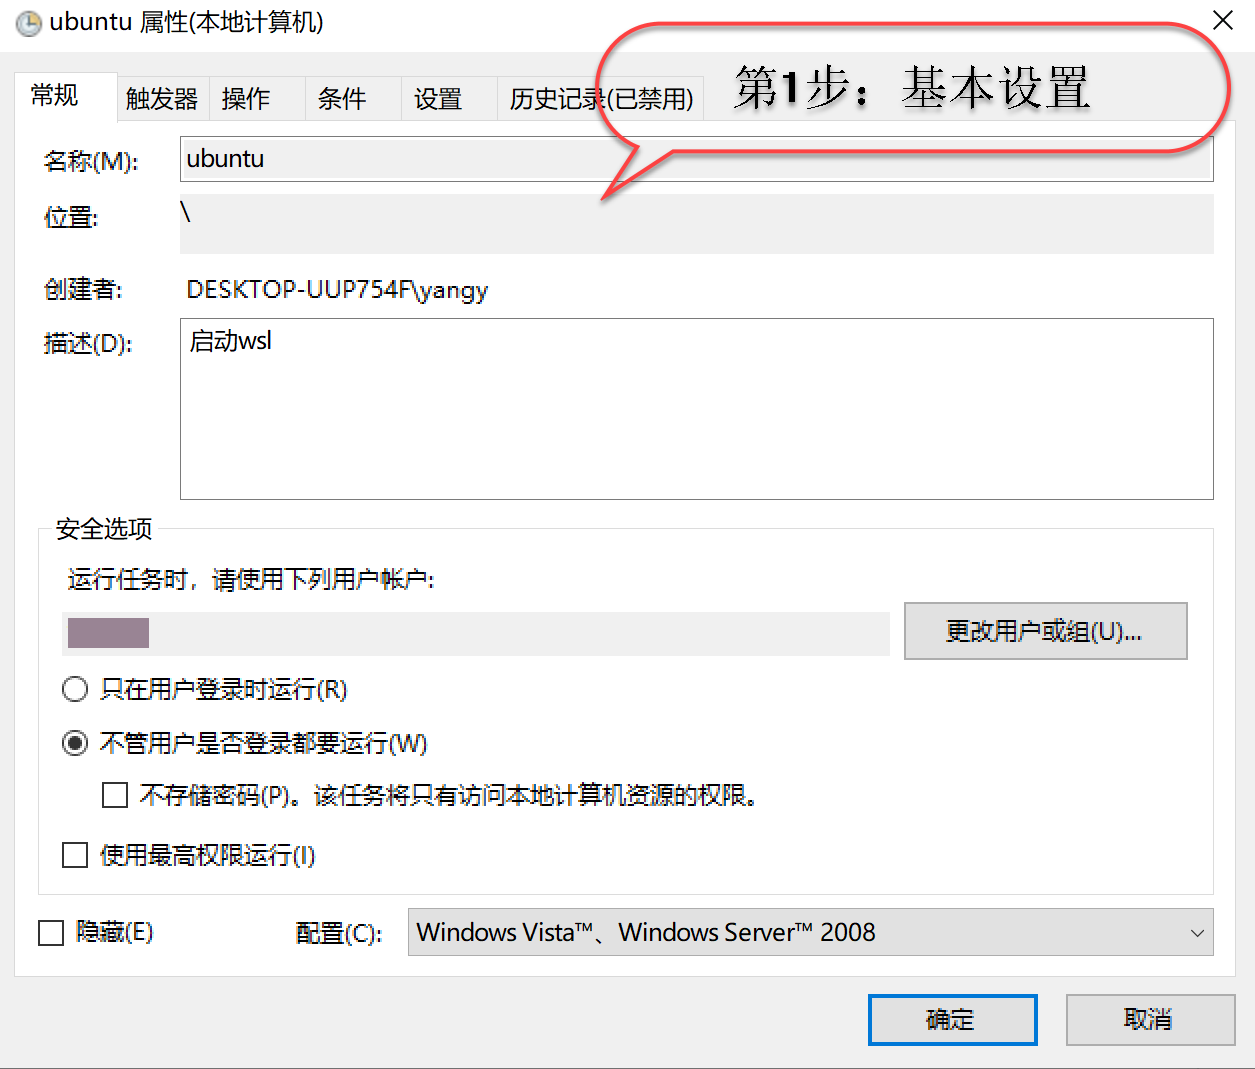 ubuntu 属性(本地计算机)
第1步：基本设置
常规 触发器 操作 条件 设置 历史记录(已禁用)
名称(M): ubuntu
位置: \
创建者: DESKTOP-UUP754F\yangy
描述(D): 启动wsl
安全选项
运行任务时，请使用下列用户帐户:
更改用户或组(U)...
只在用户登录时运行(R)
不管用户是否登录都要运行(W)
不存储密码(P)。该任务将只有访问本地计算机资源的权限。
使用最高权限运行(I)
隐藏(E) 配置(C): Windows Vista™、Windows Server™ 2008
确定 取消